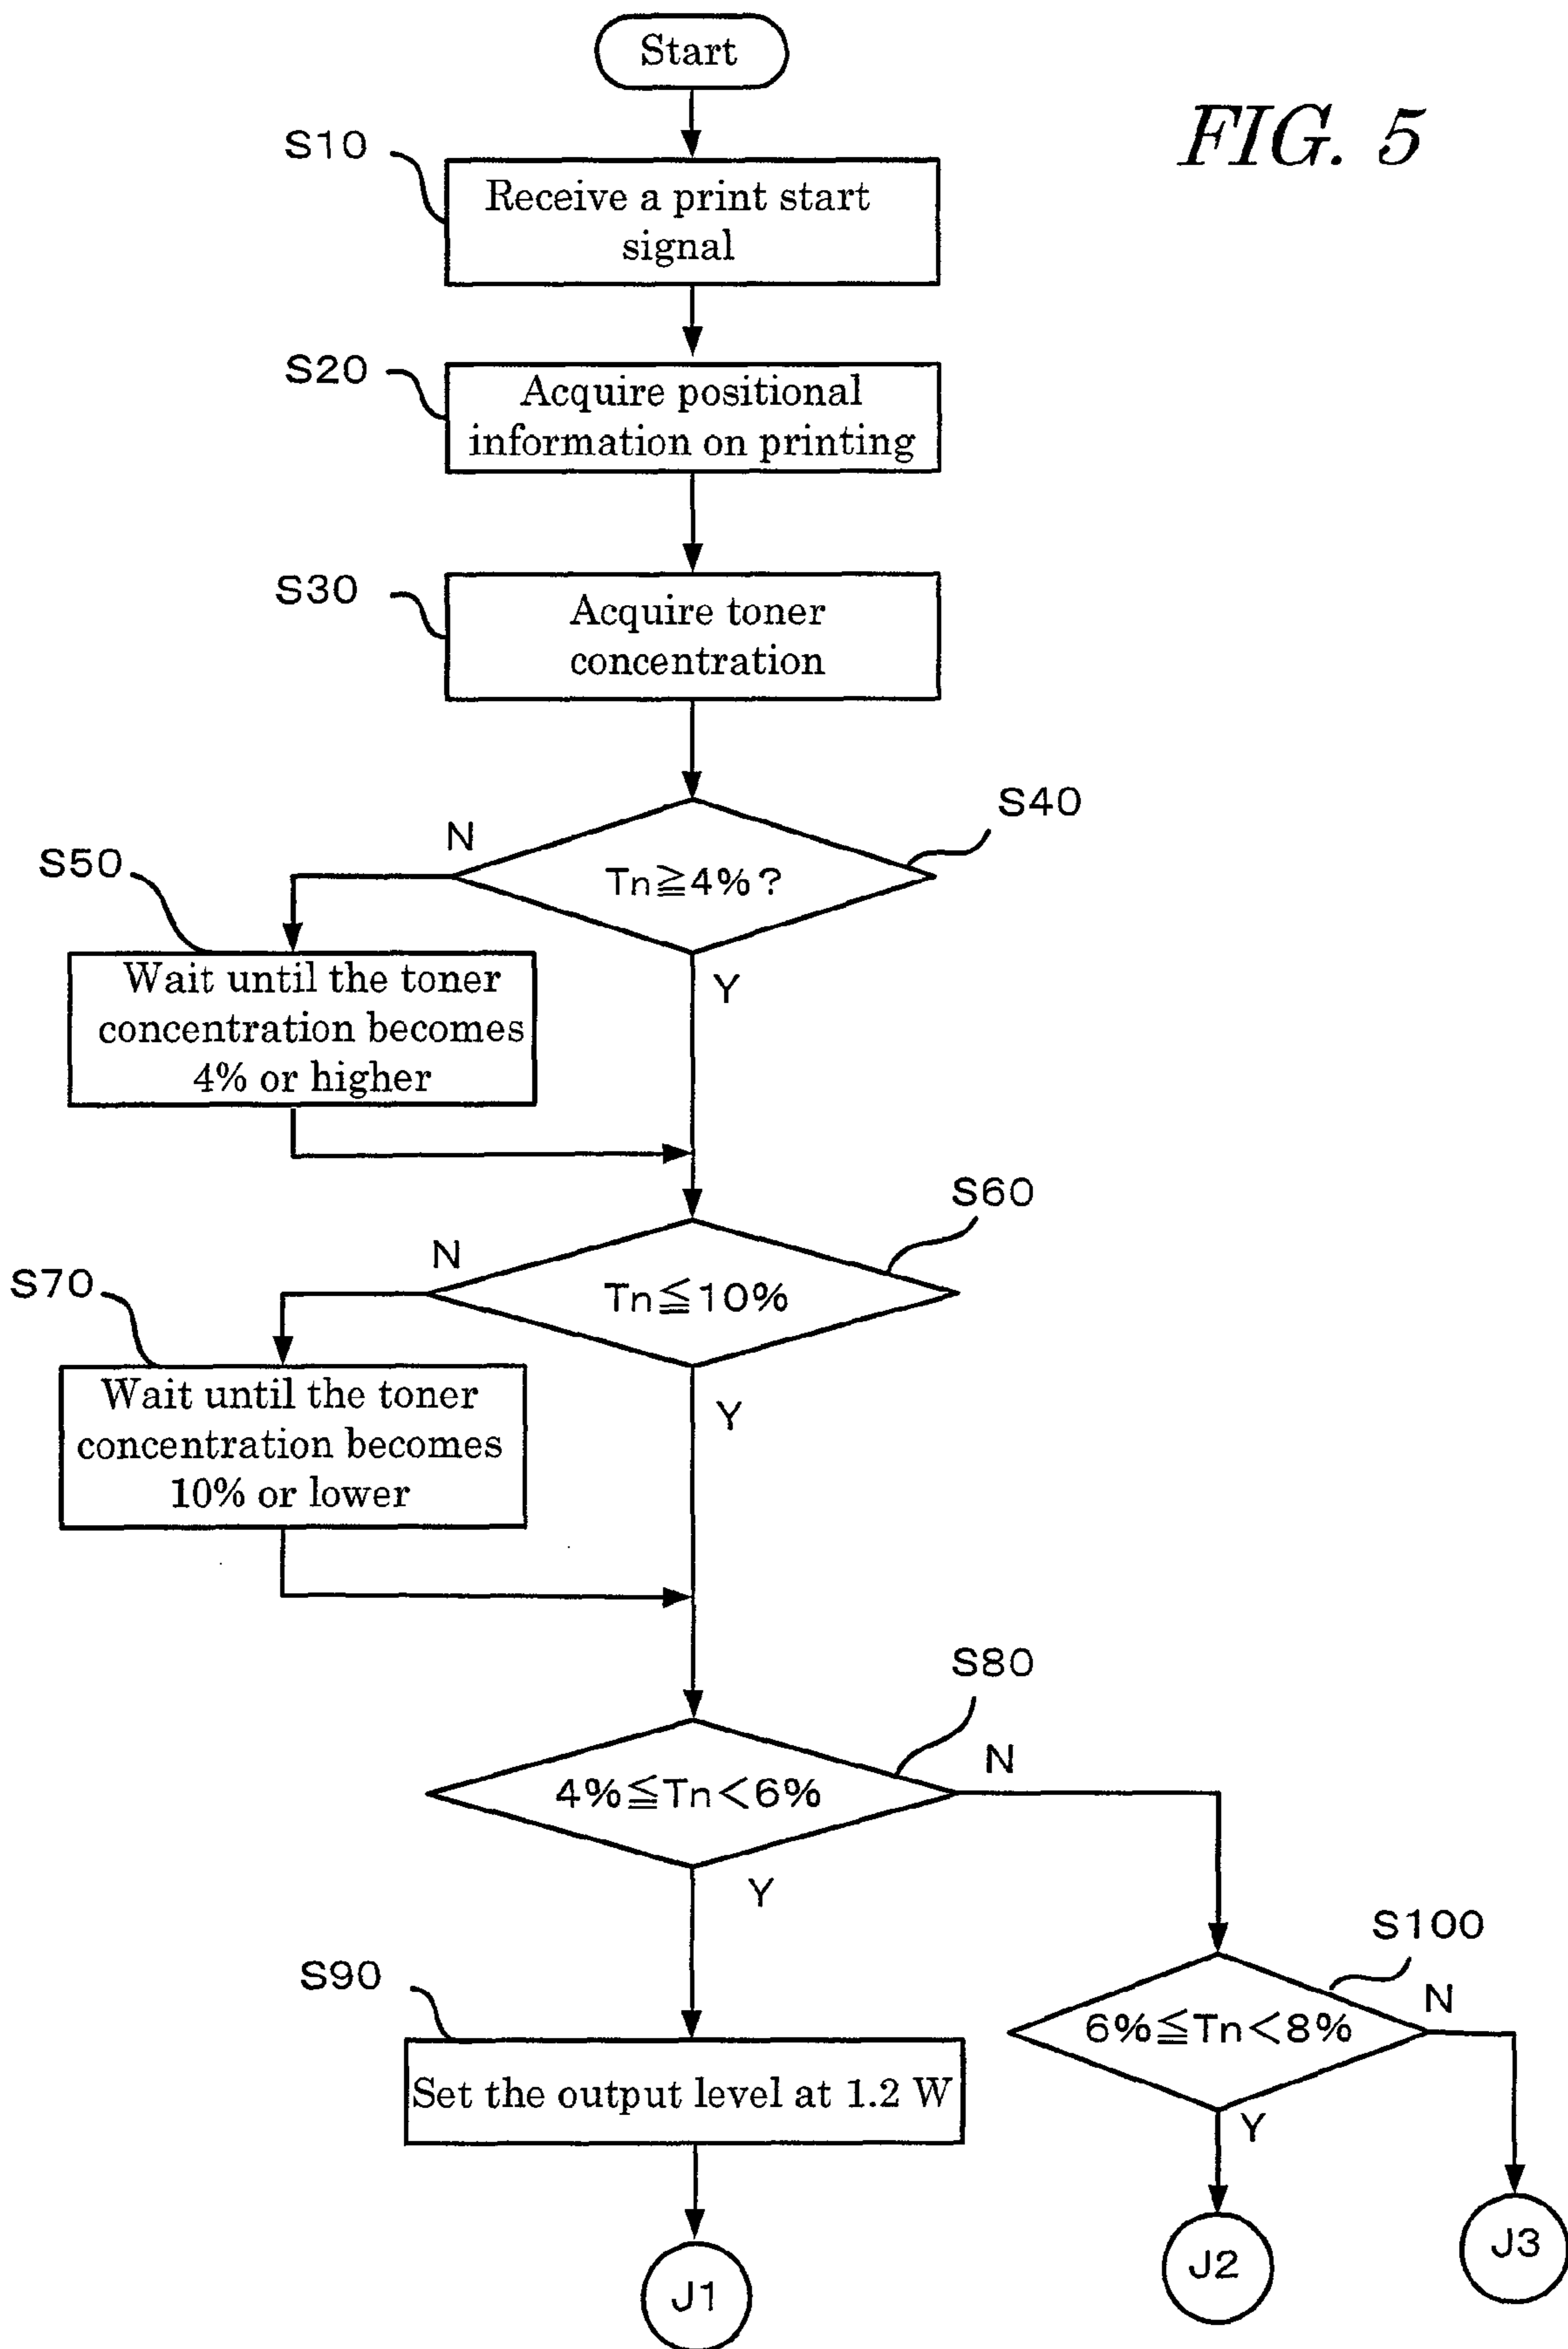 Start
FIG. 5
S10
Receive a print start
signal
S20
Acquire positional
information on printing
S30
Acquire toner
concentration
S40
N
Tn≧4%?
S50
Y
Wait until the toner
concentration becomes
4% or higher
S60
N
Tn≦10%
S70
Y
Wait until the toner
concentration becomes
10% or lower
S80
N
4%≦Tn<6%
Y
S100
S90
N
6%≦Tn<8%
Set the output level at 1.2 W
Y
J1
J2
J3